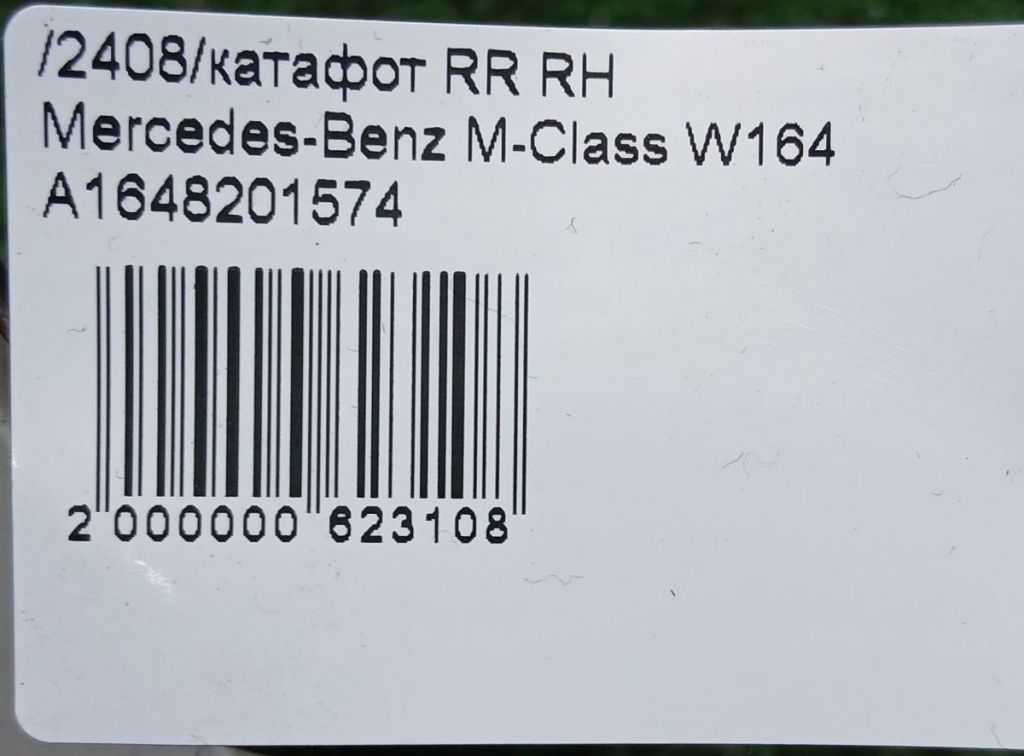 /2408/катафот RR RH
Mercedes-Benz M-Class W164
A1648201574
2 000000 623108